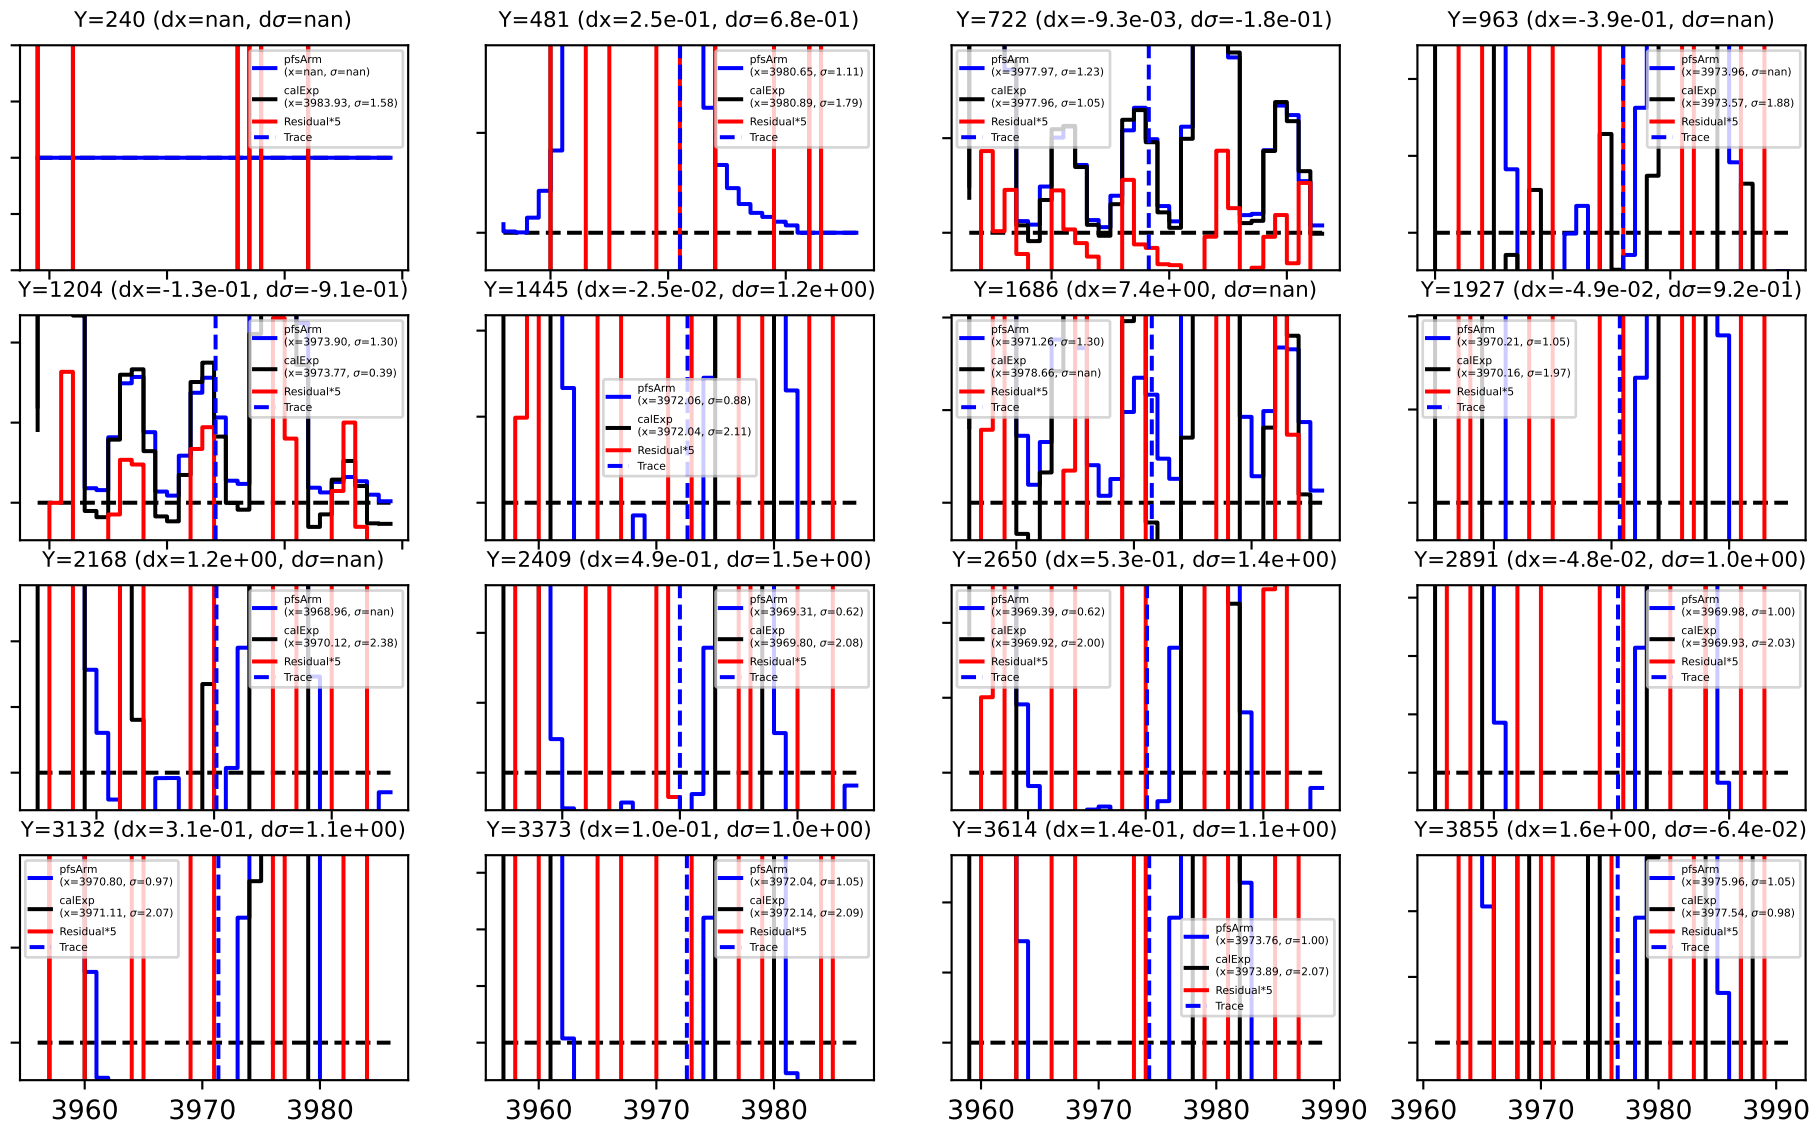 Y=240 (dx=nan, dσ=nan)
pfsArm
(x=nan, σ=nan)
calExp
(x=3983.93, σ=1.58)
Residual*5
Trace
Y=481 (dx=2.5e-01, dσ=6.8e-01)
pfsArm
(x=3980.65, σ=1.11)
calExp
(x=3980.89, σ=1.79)
Residual*5
Trace
Y=722 (dx=-9.3e-03, dσ=-1.8e-01)
pfsArm
(x=3977.97, σ=1.23)
calExp
(x=3977.96, σ=1.05)
Residual*5
Trace
Y=963 (dx=-3.9e-01, dσ=nan)
pfsArm
(x=3973.96, σ=nan)
calExp
(x=3973.57, σ=1.88)
Residual*5
Trace
Y=1204 (dx=-1.3e-01, dσ=-9.1e-01)
pfsArm
(x=3973.90, σ=1.30)
calExp
(x=3973.77, σ=0.39)
Residual*5
Trace
Y=1445 (dx=-2.5e-02, dσ=1.2e+00)
pfsArm
(x=3972.06, σ=0.88)
calExp
(x=3972.04, σ=2.11)
Residual*5
Trace
Y=1686 (dx=7.4e+00, dσ=nan)
pfsArm
(x=3971.26, σ=1.30)
calExp
(x=3978.66, σ=nan)
Residual*5
Trace
Y=1927 (dx=-4.9e-02, dσ=9.2e-01)
pfsArm
(x=3970.21, σ=1.05)
calExp
(x=3970.16, σ=1.97)
Residual*5
Trace
Y=2168 (dx=1.2e+00, dσ=nan)
pfsArm
(x=3968.96, σ=nan)
calExp
(x=3970.12, σ=2.38)
Residual*5
Trace
Y=2409 (dx=4.9e-01, dσ=1.5e+00)
pfsArm
(x=3969.31, σ=0.62)
calExp
(x=3969.80, σ=2.08)
Residual*5
Trace
Y=2650 (dx=5.3e-01, dσ=1.4e+00)
pfsArm
(x=3969.39, σ=0.62)
calExp
(x=3969.92, σ=2.00)
Residual*5
Trace
Y=2891 (dx=-4.8e-02, dσ=1.0e+00)
pfsArm
(x=3969.98, σ=1.00)
calExp
(x=3969.93, σ=2.03)
Residual*5
Trace
Y=3132 (dx=3.1e-01, dσ=1.1e+00)
pfsArm
(x=3970.80, σ=0.97)
calExp
(x=3971.11, σ=2.07)
Residual*5
Trace
3960 3970 3980
Y=3373 (dx=1.0e-01, dσ=1.0e+00)
pfsArm
(x=3972.04, σ=1.05)
calExp
(x=3972.14, σ=2.09)
Residual*5
Trace
3960 3970 3980
Y=3614 (dx=1.4e-01, dσ=1.1e+00)
pfsArm
(x=3973.76, σ=1.00)
calExp
(x=3973.89, σ=2.07)
Residual*5
Trace
3960 3970 3980 3990
Y=3855 (dx=1.6e+00, dσ=-6.4e-02)
pfsArm
(x=3975.96, σ=1.05)
calExp
(x=3977.54, σ=0.98)
Residual*5
Trace
3960 3970 3980 3990